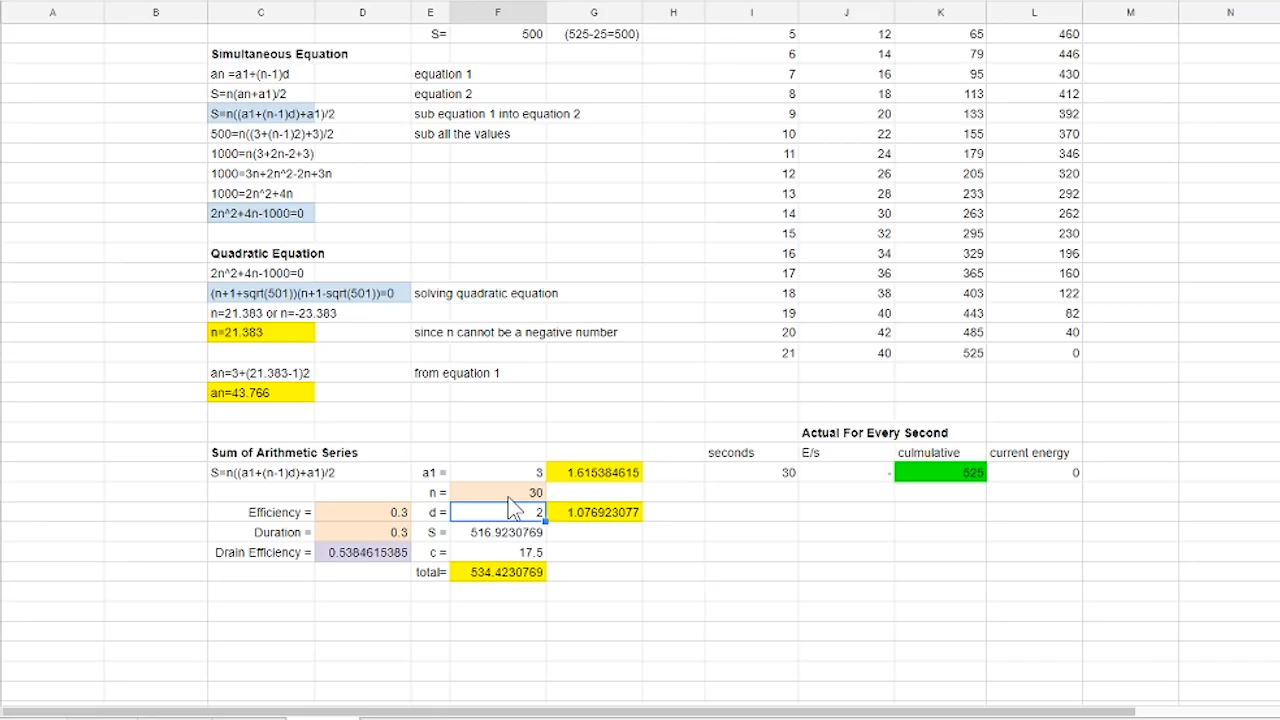 A B C D E F G H I J K L M N
S= 500 (525-25=500) 5 12 65 460
Simultaneous Equation 6 14 79 446
an =a1+(n-1)d equation 1 7 16 95 430
S=n(an+a1)/2 equation 2 8 18 113 412
S=n((a1+(n-1)d)+a1)/2 sub equation 1 into equation 2 9 20 133 392
500=n((3+(n-1)2)+3)/2 sub all the values 10 22 155 370
1000=n(3+2n-2+3) 11 24 179 346
1000=3n+2n^2-2n+3n 12 26 205 320
1000=2n^2+4n 13 28 233 292
2n^2+4n-1000=0 14 30 263 262
15 32 295 230
Quadratic Equation 16 34 329 196
2n^2+4n-1000=0 17 36 365 160
(n+1+sqrt(501))(n+1-sqrt(501))=0 solving quadratic equation 18 38 403 122
n=21.383 or n=-23.383 19 40 443 82
n=21.383 since n cannot be a negative number 20 42 485 40
21 40 525 0
an=3+(21.383-1)2 from equation 1
an=43.766
Actual For Every Second
Sum of Arithmetic Series seconds E/s culmulative current energy
S=n((a1+(n-1)d)+a1)/2 a1 = 3 1.615384615 30 - 525 0
n = 30
Efficiency = 0.3 d = 2 1.076923077
Duration = 0.3 S = 516.9230769
Drain Efficiency = 0.5384615385 c = 17.5
total= 534.4230769